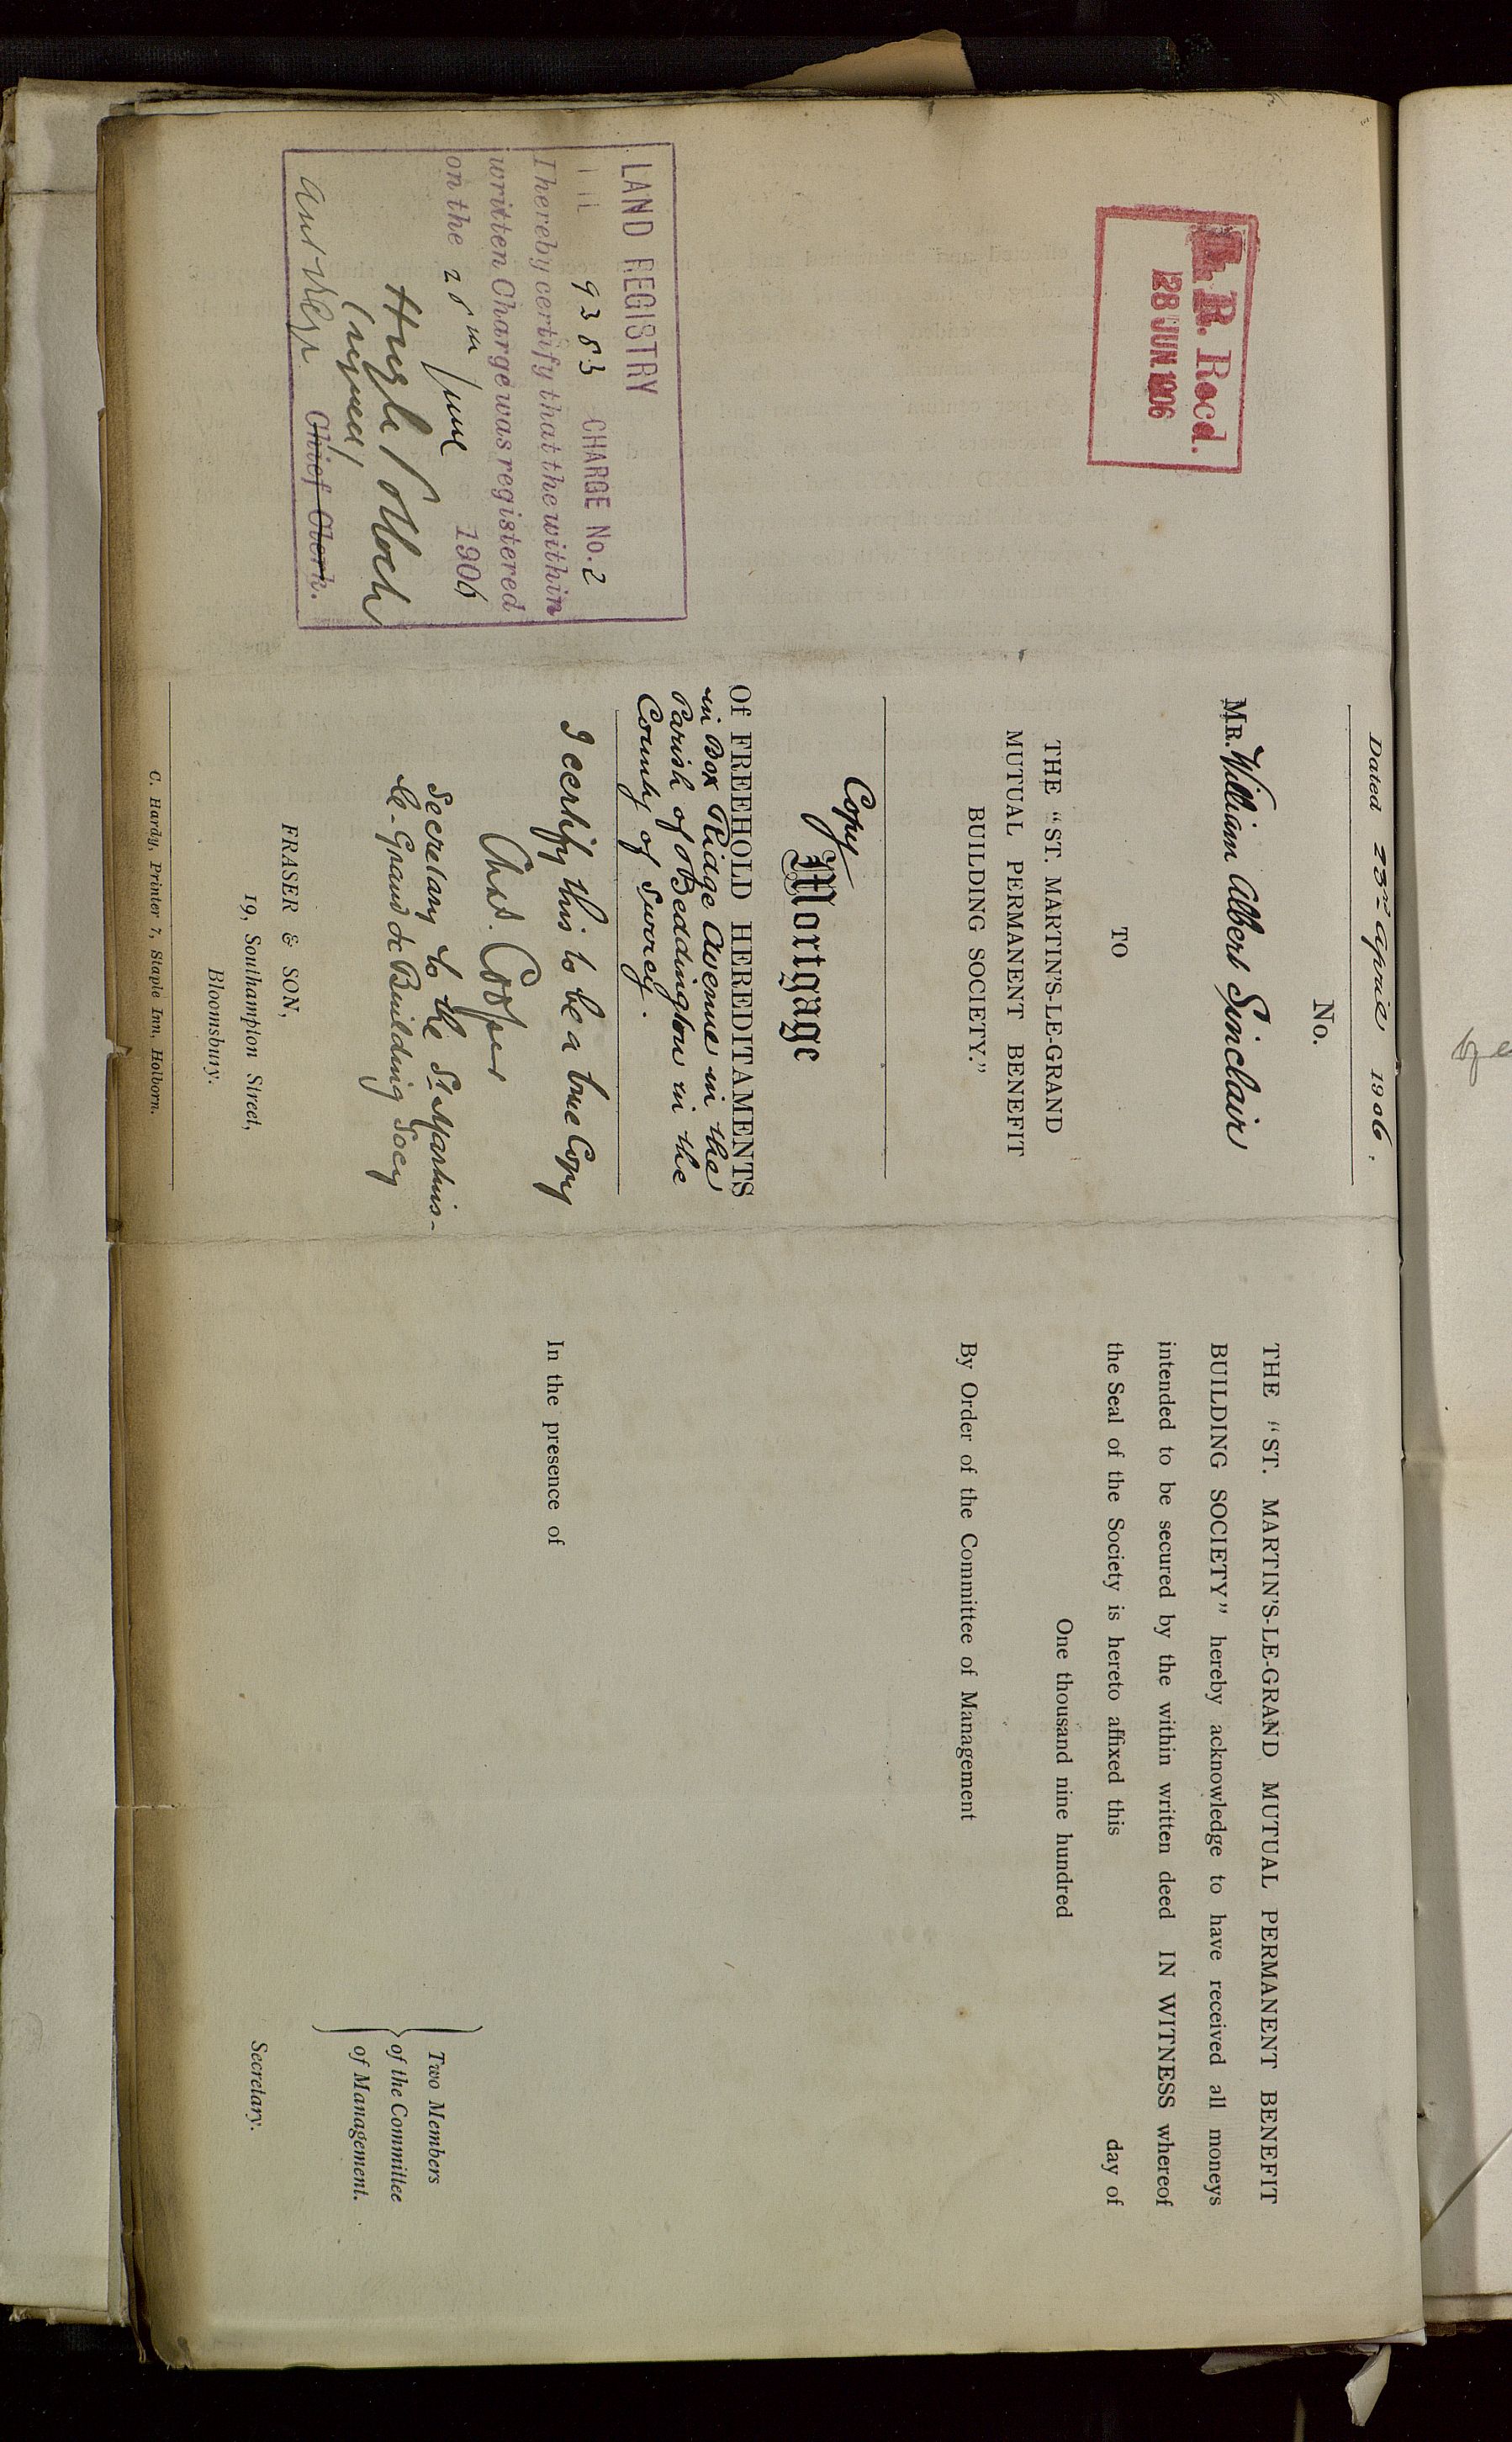 L. R. Recd.
28 JUN. 1906
LAND REGISTRY
9383 CHARGE No. 2
I hereby certify that the within
written Charge was registered
on the 28th June 1906
Hugh Pollock
(signed)
Chief Clerk.
Dated 23rd April 1906.
No.
MR. William Albert Sinclair
TO
THE "ST. MARTIN'S-LE-GRAND
MUTUAL PERMANENT BENEFIT
BUILDING SOCIETY."
Copy
Mortgage
Of FREEHOLD HEREDITAMENTS
in Box Ridge Avenue in the
Parish of Beddington in the
County of Surrey.
I certify this to be a true Copy
Chas. Cooper
Secretary to the St Martins-
le-Grand &c Building Socy
FRASER & SON,
19, Southampton Street,
Bloomsbury.
C. Hardy, Printer 7, Staple Inn, Holborn.
THE "ST. MARTIN'S-LE-GRAND MUTUAL PERMANENT BENEFIT
BUILDING SOCIETY" hereby acknowledge to have received all moneys
intended to be secured by the within written deed IN WITNESS whereof
the Seal of the Society is hereto affixed this day of
One thousand nine hundred
By Order of the Committee of Management
In the presence of
Two Members
of the Committee
of Management.
Secretary.